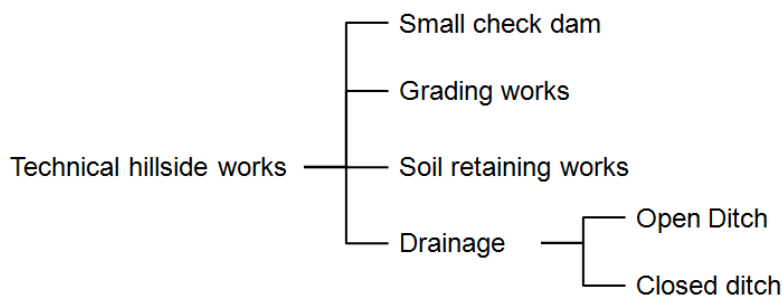 Small check dam
Grading works
Technical hillside works
Soil retaining works
Drainage
Open Ditch
Closed ditch